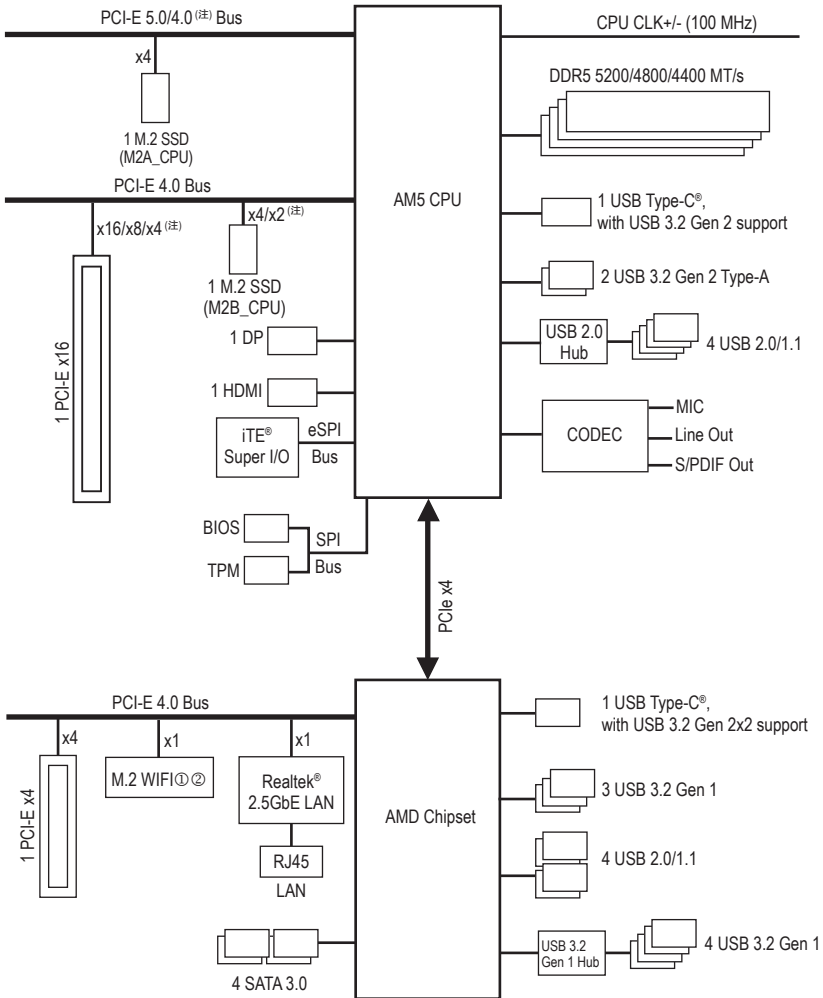 PCI-E 5.0/4.0 (注) Bus
CPU CLK+/- (100 MHz)
x4
DDR5 5200/4800/4400 MT/s
1 M.2 SSD
(M2A_CPU)
PCI-E 4.0 Bus
AM5 CPU
1 USB Type-C®,
with USB 3.2 Gen 2 support
x16/x8/x4 (注)
x4/x2 (注)
1 PCI-E x16
1 M.2 SSD
(M2B_CPU)
2 USB 3.2 Gen 2 Type-A
1 DP
USB 2.0
Hub
4 USB 2.0/1.1
1 HDMI
iTE®
Super I/O
eSPI
Bus
CODEC
MIC
Line Out
S/PDIF Out
BIOS
TPM
SPI
Bus
PCIe x4
PCI-E 4.0 Bus
1 USB Type-C®,
with USB 3.2 Gen 2x2 support
x4
x1
x1
1 PCI-E x4
M.2 WIFI①②
Realtek®
2.5GbE LAN
AMD Chipset
3 USB 3.2 Gen 1
RJ45
LAN
4 USB 2.0/1.1
4 SATA 3.0
USB 3.2
Gen 1 Hub
4 USB 3.2 Gen 1